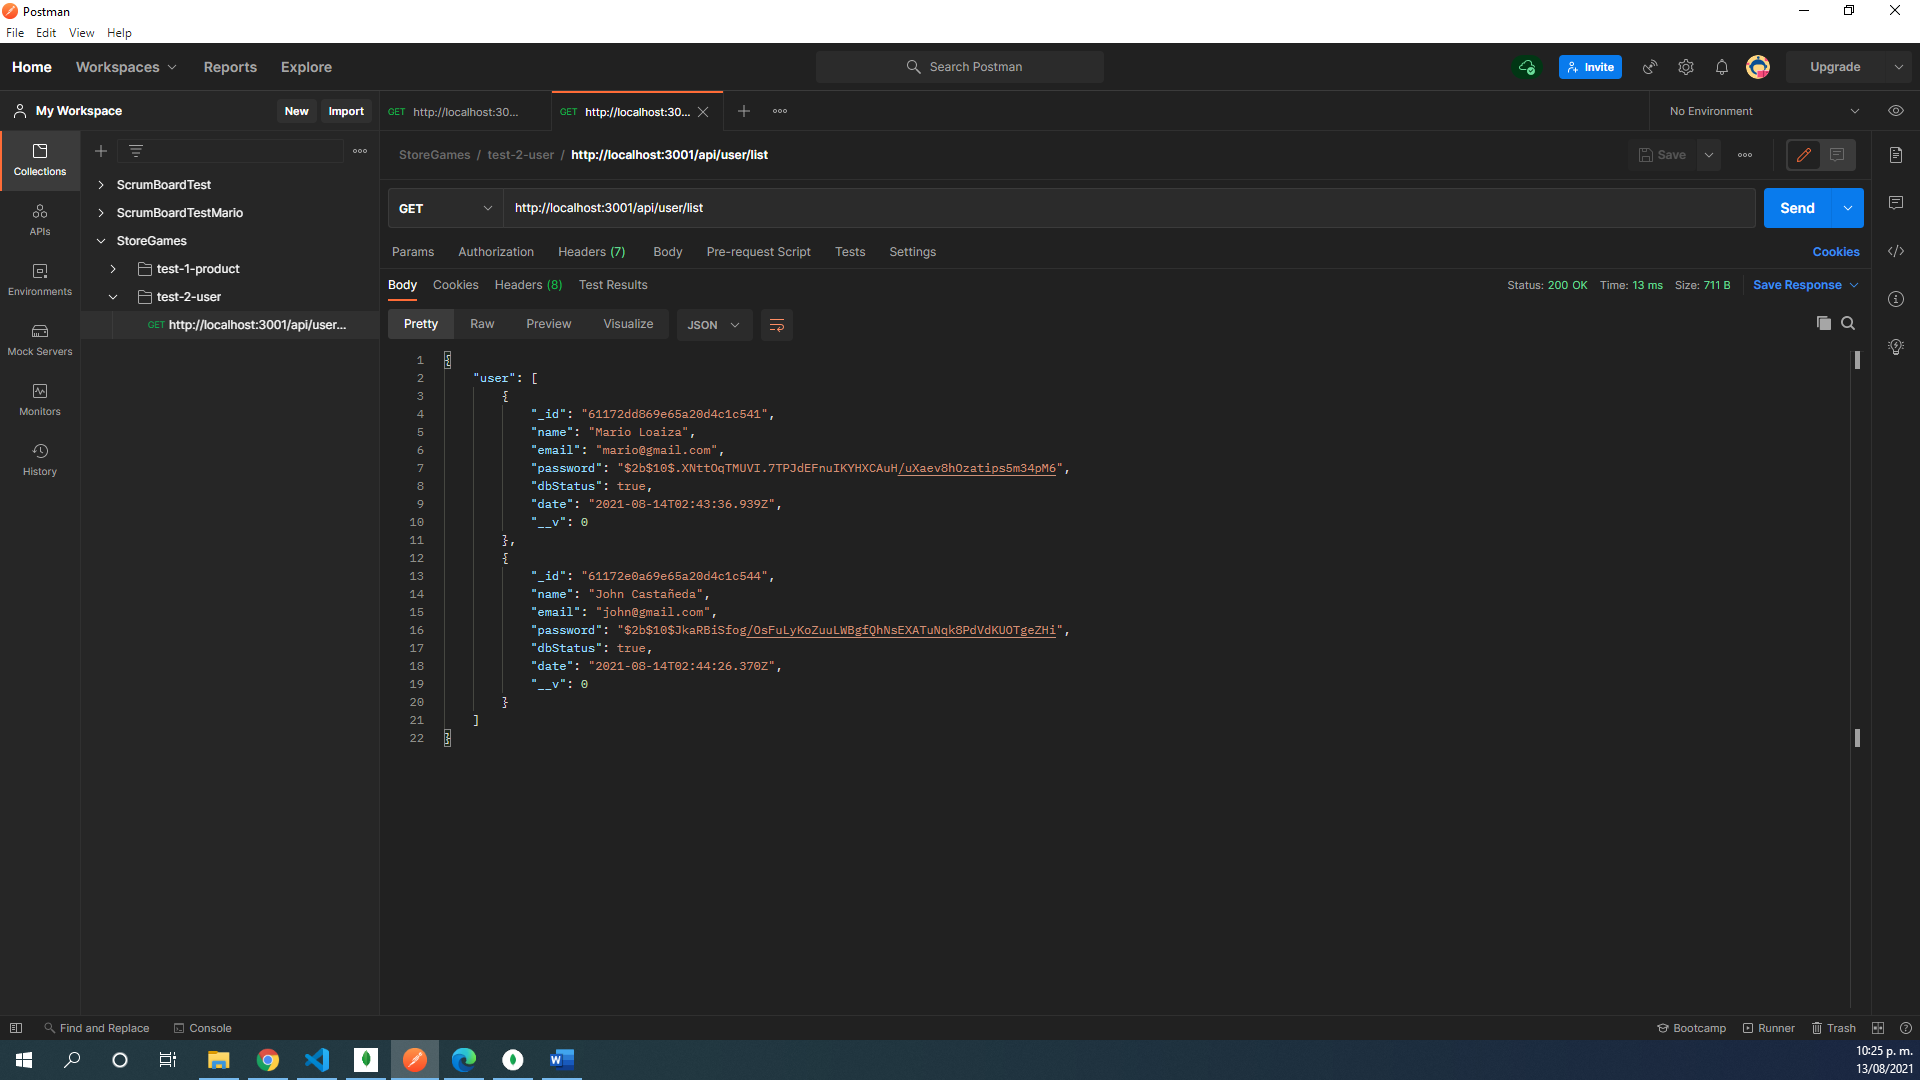 Postman
File Edit View Help
Home Workspaces Reports Explore Search Postman Invite Upgrade
My Workspace New Import GET http://localhost:30... GET http://localhost:30... No Environment
Collections
APIs
Environments
Mock Servers
Monitors
History
ScrumBoardTest
ScrumBoardTestMario
StoreGames
test-1-product
test-2-user
GET http://localhost:3001/api/user...
StoreGames / test-2-user / http://localhost:3001/api/user/list Save
GET http://localhost:3001/api/user/list Send
Params Authorization Headers (7) Body Pre-request Script Tests Settings Cookies
Body Cookies Headers (8) Test Results Status: 200 OK Time: 13 ms Size: 711 B Save Response
Pretty Raw Preview Visualize JSON
1 {
2 "user": [
3 {
4 "_id": "61172dd869e65a20d4c1c541",
5 "name": "Mario Loaiza",
6 "email": "mario@gmail.com",
7 "password": "$2b$10$.XNttOqTMUVI.7TPJdEFnuIKYHXCAuH/uXaev8hOzatips5m34pM6",
8 "dbStatus": true,
9 "date": "2021-08-14T02:43:36.939Z",
10 "__v": 0
11 },
12 {
13 "_id": "61172e0a69e65a20d4c1c544",
14 "name": "John Castañeda",
15 "email": "john@gmail.com",
16 "password": "$2b$10$JkaRBiSfog/OsFuLyKoZuuLWBgfQhNsEXATuNqk8PdVdKUOTgeZHi",
17 "dbStatus": true,
18 "date": "2021-08-14T02:44:26.370Z",
19 "__v": 0
20 }
21 ]
22 }
Find and Replace Console Bootcamp Runner Trash
10:25 p. m.
13/08/2021